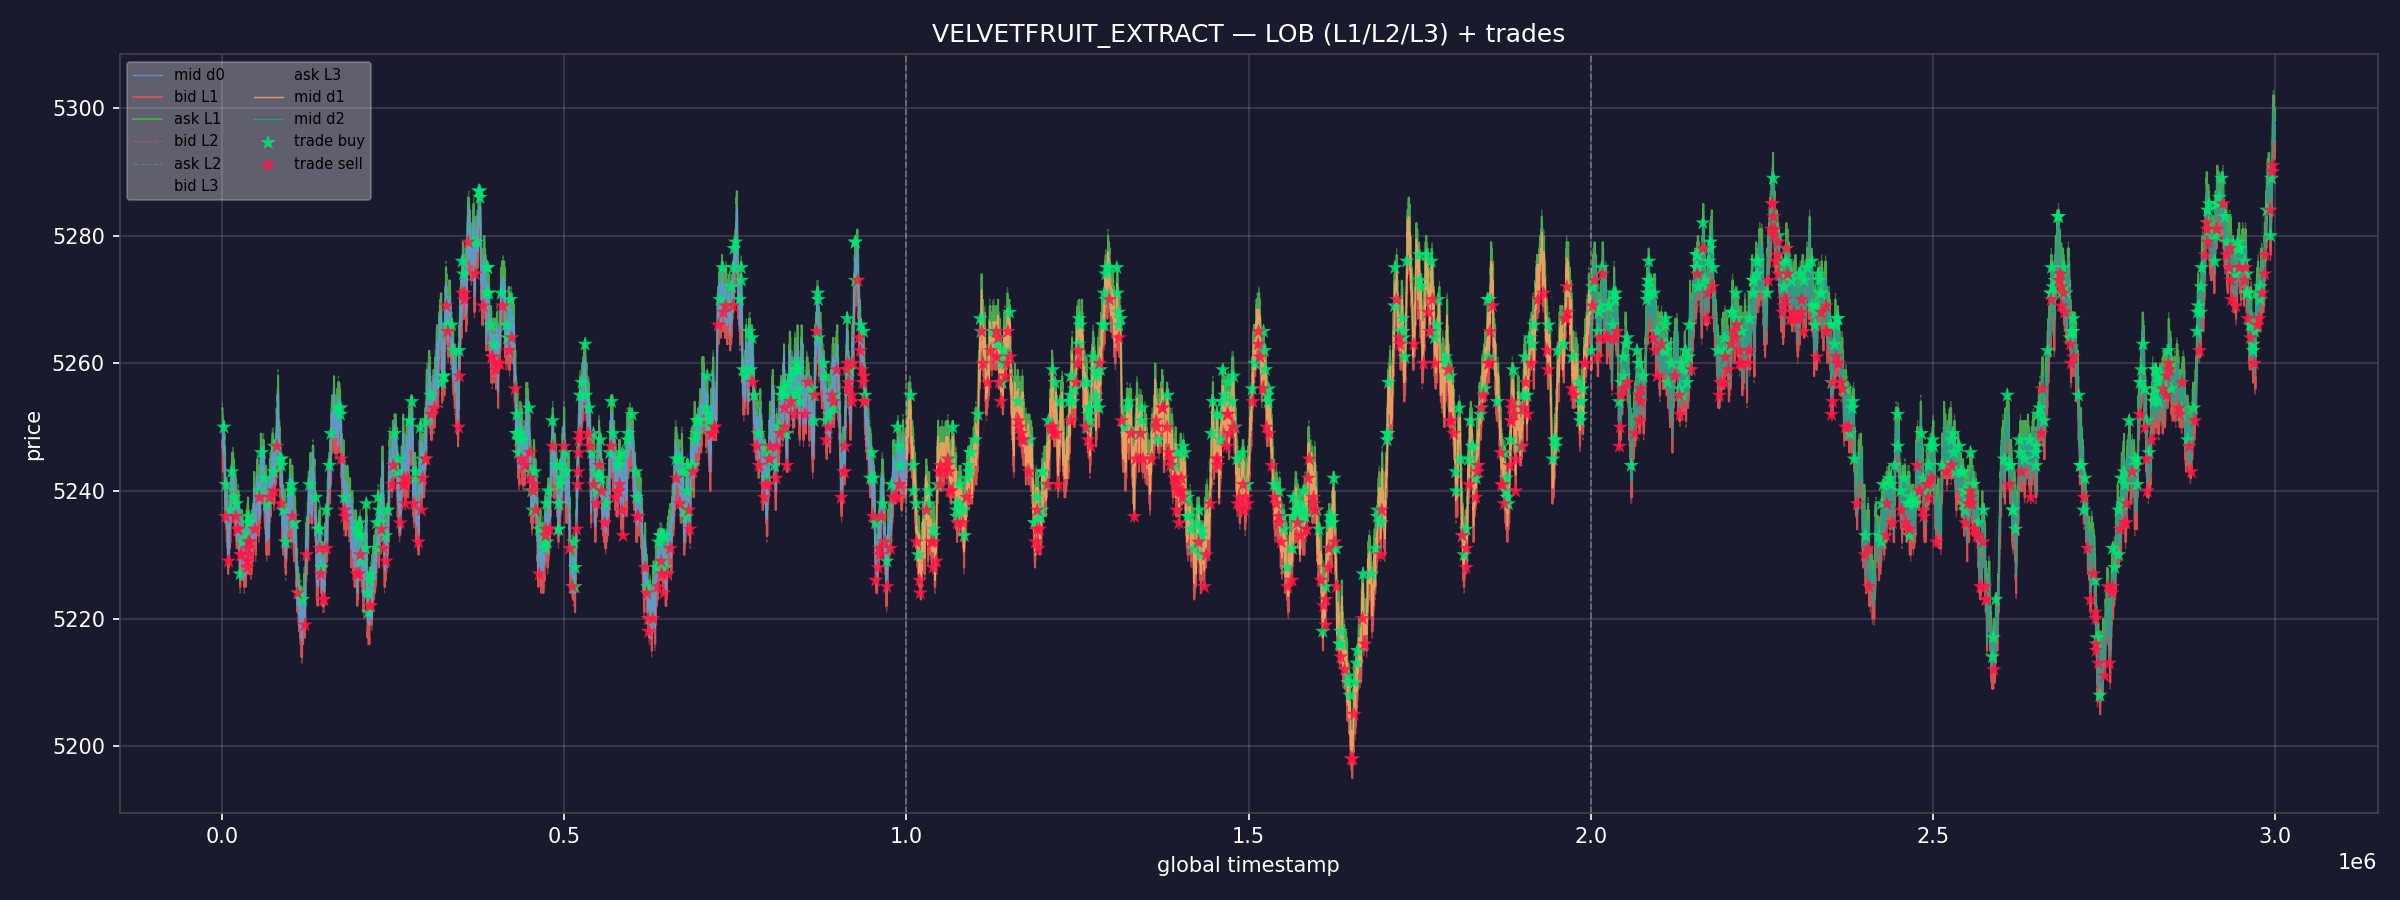 VELVETFRUIT_EXTRACT — LOB (L1/L2/L3) + trades
mid d0
bid L1
ask L1
bid L2
ask L2
bid L3
ask L3
mid d1
mid d2
trade buy
trade sell
price
5300
5280
5260
5240
5220
5200
0.0 0.5 1.0 1.5 2.0 2.5 3.0
1e6
global timestamp